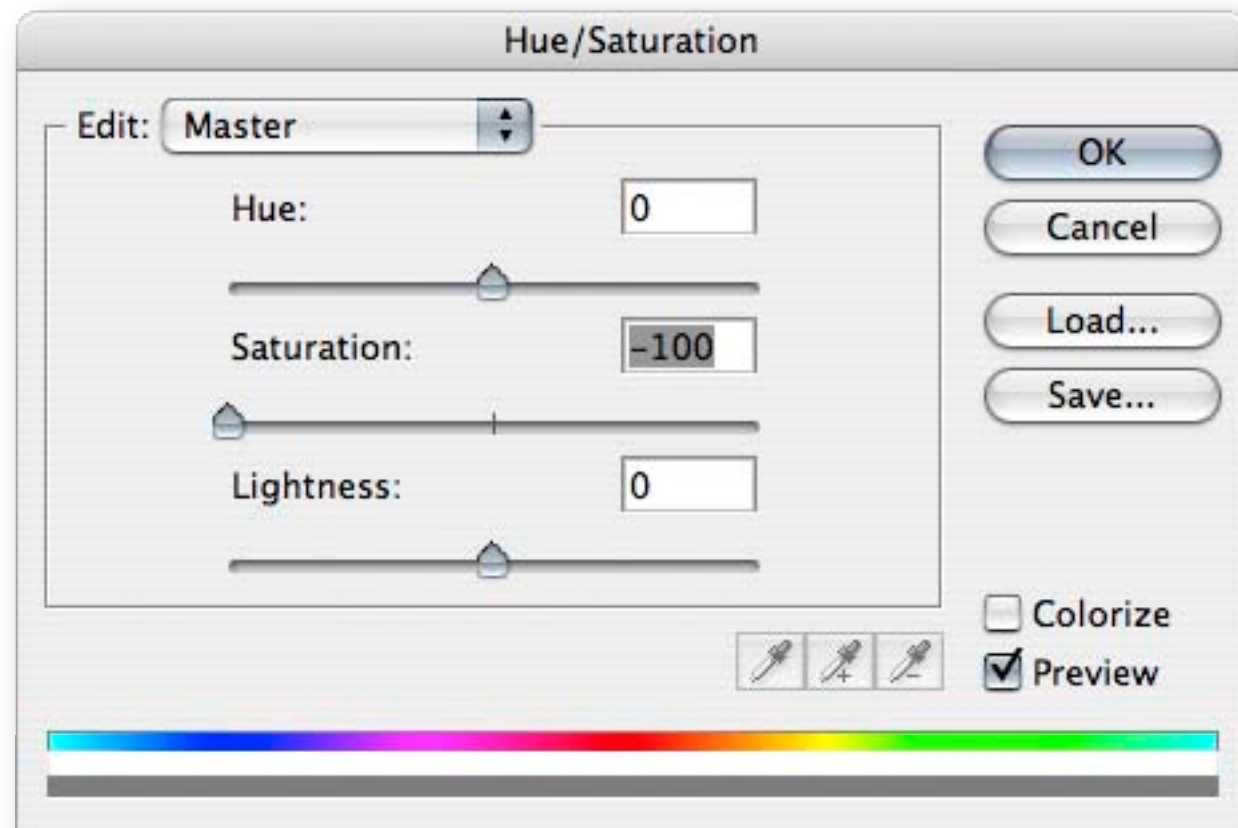 Hue/Saturation
Edit: Master
OK
Hue: 0
Cancel
Saturation: -100
Load...
Save...
Lightness: 0
Colorize
Preview